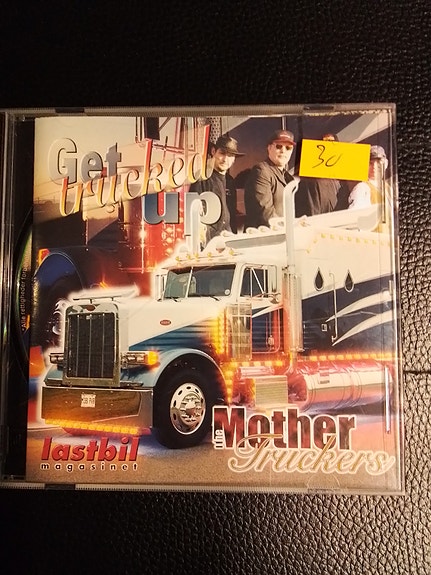 Get
trucked
up
30
the Mother
Truckers
lastbil
magasinet